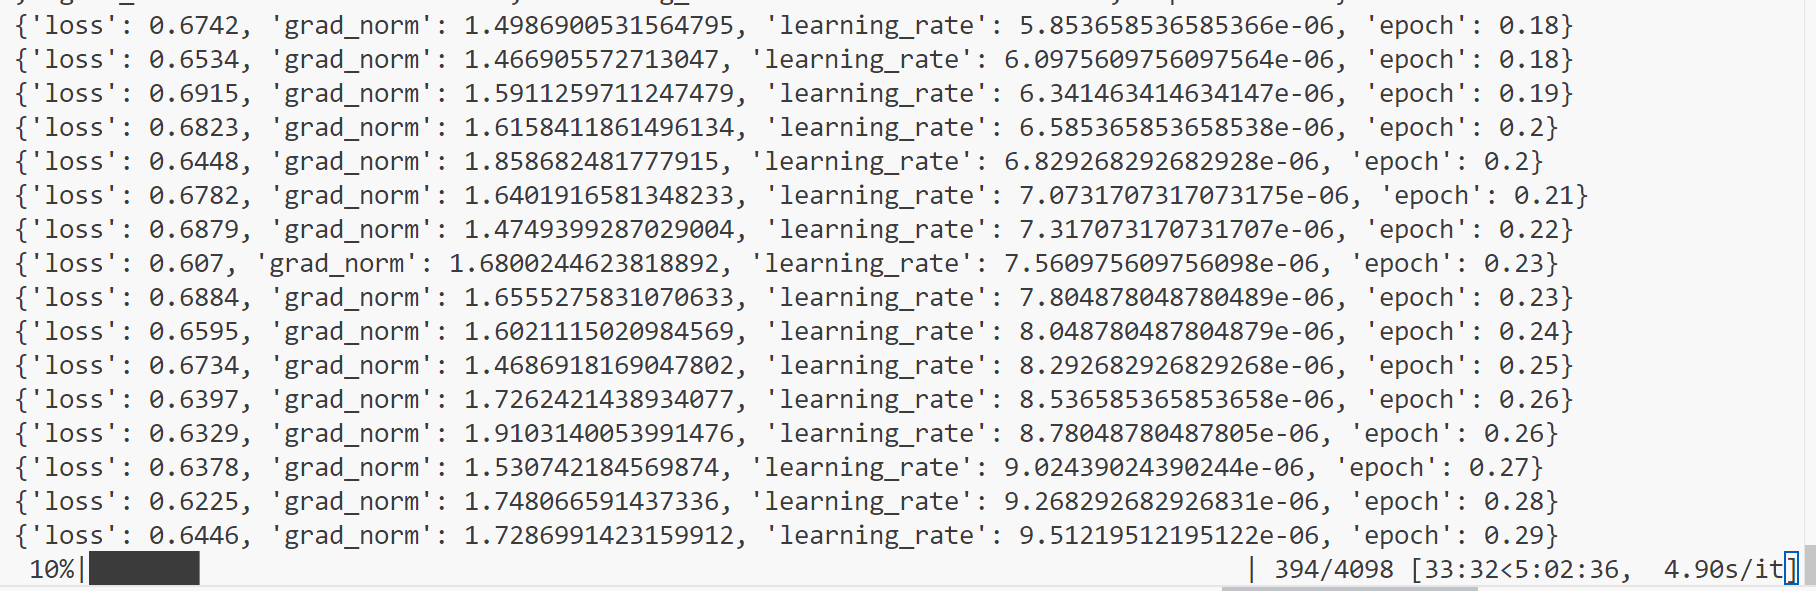 {'loss': 0.6742, 'grad_norm': 1.4986900531564795, 'learning_rate': 5.853658536585366e-06, 'epoch': 0.18}
{'loss': 0.6534, 'grad_norm': 1.466905572713047, 'learning_rate': 6.0975609756097564e-06, 'epoch': 0.18}
{'loss': 0.6915, 'grad_norm': 1.5911259711247479, 'learning_rate': 6.341463414634147e-06, 'epoch': 0.19}
{'loss': 0.6823, 'grad_norm': 1.6158411861496134, 'learning_rate': 6.585365853658538e-06, 'epoch': 0.2}
{'loss': 0.6448, 'grad_norm': 1.858682481777915, 'learning_rate': 6.829268292682928e-06, 'epoch': 0.2}
{'loss': 0.6782, 'grad_norm': 1.6401916581348233, 'learning_rate': 7.0731707317073175e-06, 'epoch': 0.21}
{'loss': 0.6879, 'grad_norm': 1.4749399287029004, 'learning_rate': 7.317073170731707e-06, 'epoch': 0.22}
{'loss': 0.607, 'grad_norm': 1.6800244623818892, 'learning_rate': 7.560975609756098e-06, 'epoch': 0.23}
{'loss': 0.6884, 'grad_norm': 1.6555275831070633, 'learning_rate': 7.804878048780489e-06, 'epoch': 0.23}
{'loss': 0.6595, 'grad_norm': 1.6021115020984569, 'learning_rate': 8.048780487804879e-06, 'epoch': 0.24}
{'loss': 0.6734, 'grad_norm': 1.4686918169047802, 'learning_rate': 8.292682926829268e-06, 'epoch': 0.25}
{'loss': 0.6397, 'grad_norm': 1.7262421438934077, 'learning_rate': 8.536585365853658e-06, 'epoch': 0.26}
{'loss': 0.6329, 'grad_norm': 1.9103140053991476, 'learning_rate': 8.78048780487805e-06, 'epoch': 0.26}
{'loss': 0.6378, 'grad_norm': 1.530742184569874, 'learning_rate': 9.02439024390244e-06, 'epoch': 0.27}
{'loss': 0.6225, 'grad_norm': 1.748066591437336, 'learning_rate': 9.268292682926831e-06, 'epoch': 0.28}
{'loss': 0.6446, 'grad_norm': 1.7286991423159912, 'learning_rate': 9.51219512195122e-06, 'epoch': 0.29}
10%|                    | 394/4098 [33:32<5:02:36,  4.90s/it]